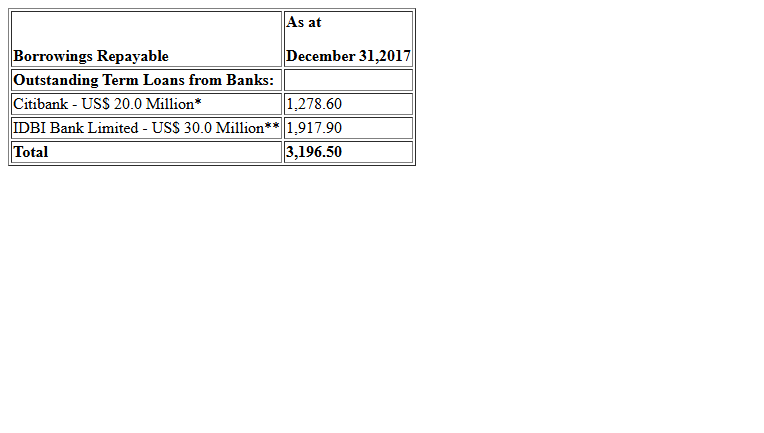 As at
Borrowings Repayable December 31,2017
Outstanding Term Loans from Banks:
Citibank - US$ 20.0 Million* 1,278.60
IDBI Bank Limited - US$ 30.0 Million** 1,917.90
Total 3,196.50